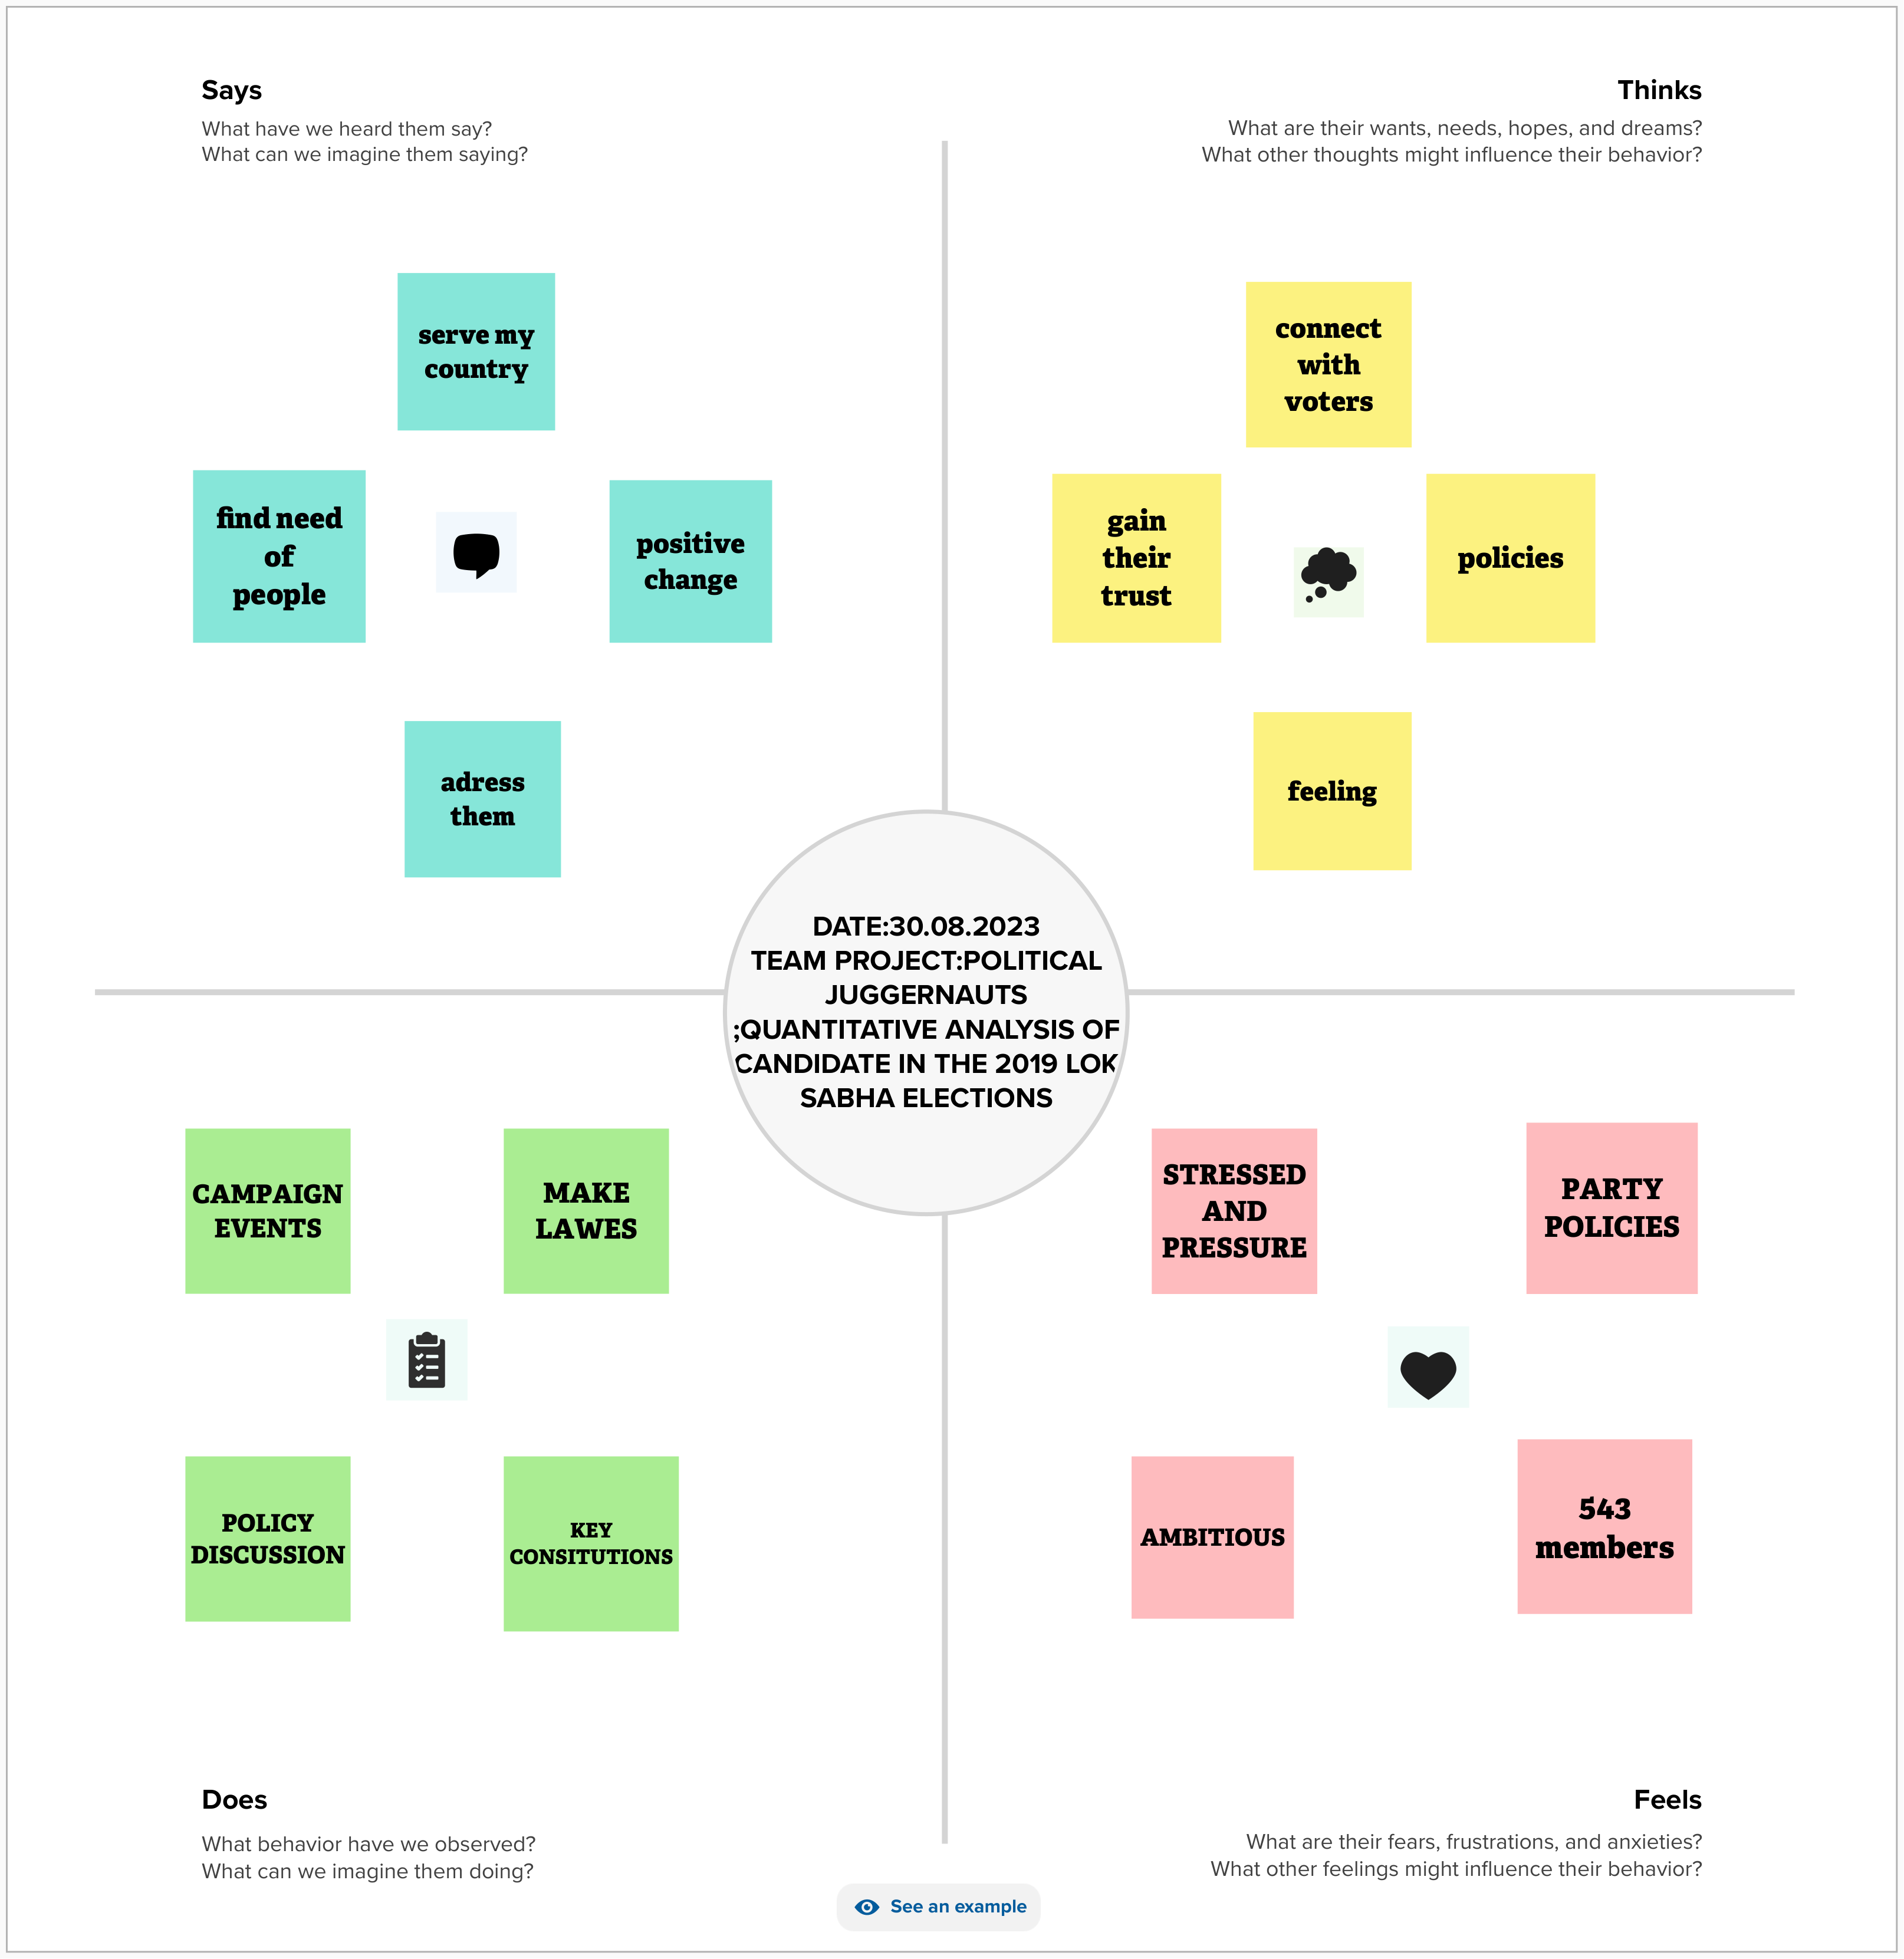 Says
What have we heard them say?
What can we imagine them saying?
Thinks
What are their wants, needs, hopes, and dreams?
What other thoughts might influence their behavior?
serve my
country
find need
of
people
positive
change
adress
them
connect
with
voters
gain
their
trust
policies
feeling
DATE:30.08.2023
TEAM PROJECT:POLITICAL
JUGGERNAUTS
;QUANTITATIVE ANALYSIS OF
CANDIDATE IN THE 2019 LOK
SABHA ELECTIONS
CAMPAIGN
EVENTS
MAKE
LAWES
POLICY
DISCUSSION
KEY
CONSITUTIONS
STRESSED
AND
PRESSURE
PARTY
POLICIES
AMBITIOUS
543
members
Does
What behavior have we observed?
What can we imagine them doing?
Feels
What are their fears, frustrations, and anxieties?
What other feelings might influence their behavior?
See an example